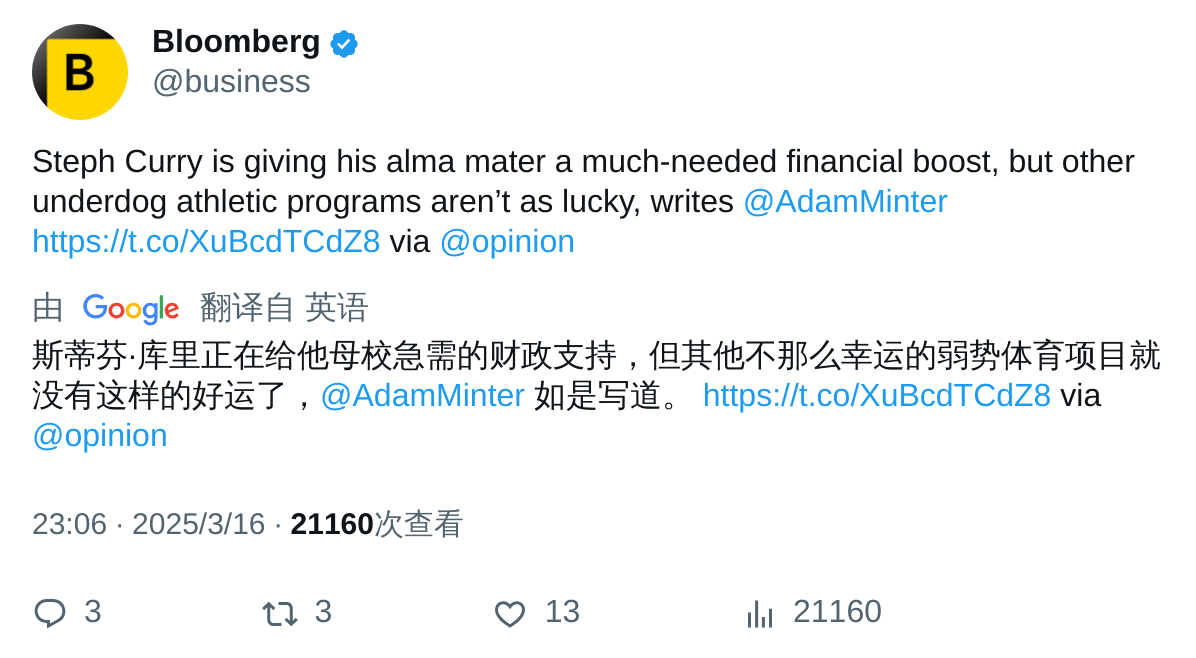 B
Bloomberg
@business
Steph Curry is giving his alma mater a much-needed financial boost, but other
underdog athletic programs aren’t as lucky, writes @AdamMinter
https://t.co/XuBcdTCdZ8 via @opinion
由 Google 翻译自 英语
斯蒂芬·库里正在给他母校急需的财政支持，但其他不那么幸运的弱势体育项目就
没有这样的好运了，@AdamMinter 如是写道。 https://t.co/XuBcdTCdZ8 via
@opinion
23:06 · 2025/3/16 · 21160次查看
3 3 13 21160